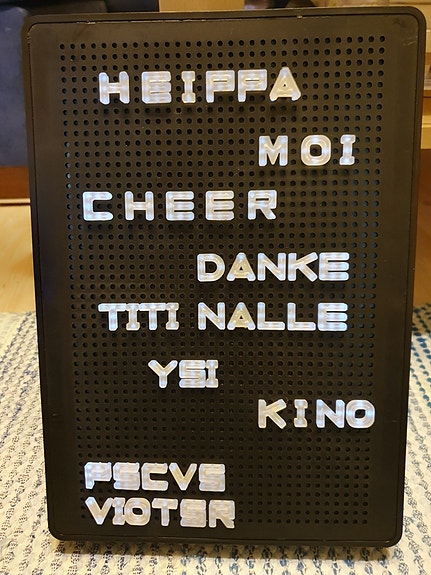 HEIPPA
MOI
CHEER
DANKE
TITI NALLE
YSI
KINO
PSCVS
VIOTSR